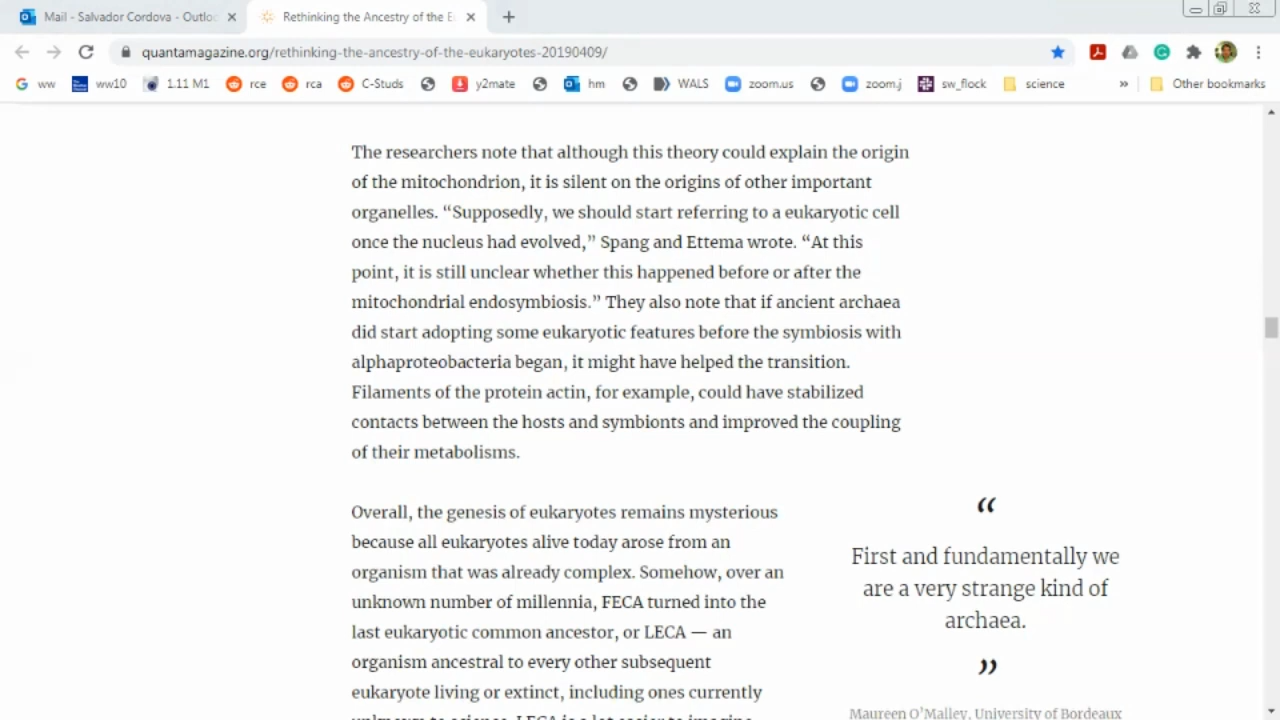 Mail - Salvador Cordova - Outlo
Rethinking the Ancestry of the E
quantamagazine.org/rethinking-the-ancestry-of-the-eukaryotes-20190409/
ww ww10 1.11 M1 rce rca C-Studs y2mate hm WALS zoom.us zoom.j sw_flock science » Other bookmarks
The researchers note that although this theory could explain the origin
of the mitochondrion, it is silent on the origins of other important
organelles. “Supposedly, we should start referring to a eukaryotic cell
once the nucleus had evolved,” Spang and Ettema wrote. “At this
point, it is still unclear whether this happened before or after the
mitochondrial endosymbiosis.” They also note that if ancient archaea
did start adopting some eukaryotic features before the symbiosis with
alphaproteobacteria began, it might have helped the transition.
Filaments of the protein actin, for example, could have stabilized
contacts between the hosts and symbionts and improved the coupling
of their metabolisms.
Overall, the genesis of eukaryotes remains mysterious
because all eukaryotes alive today arose from an
organism that was already complex. Somehow, over an
unknown number of millennia, FECA turned into the
last eukaryotic common ancestor, or LECA — an
organism ancestral to every other subsequent
eukaryote living or extinct, including ones currently
“
First and fundamentally we
are a very strange kind of
archaea.
”
Maureen O’Malley, University of Bordeaux